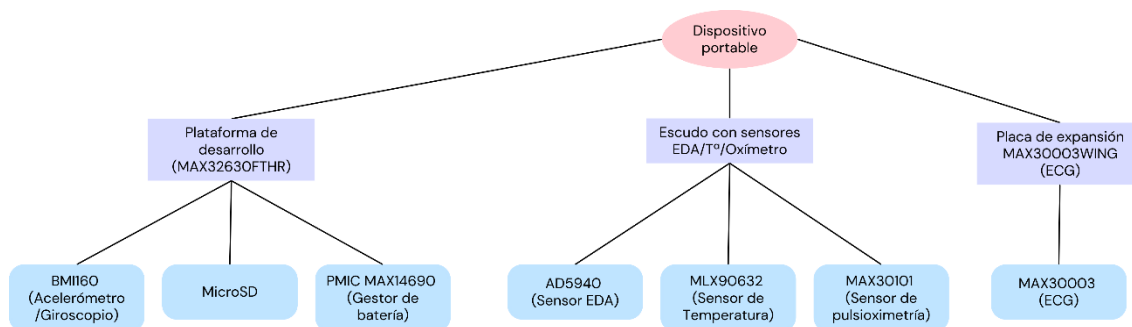 Dispositivo
portable
Plataforma de
desarrollo
(MAX32630FTHR)
Escudo con sensores
EDA/Tª/Oxímetro
Placa de expansión
MAX30003WING
(ECG)
BMI160
(Acelerómetro
/Giroscopio)
MicroSD
PMIC MAX14690
(Gestor de
batería)
AD5940
(Sensor EDA)
MLX90632
(Sensor de
Temperatura)
MAX30101
(Sensor de
pulsioximetría)
MAX30003
(ECG)